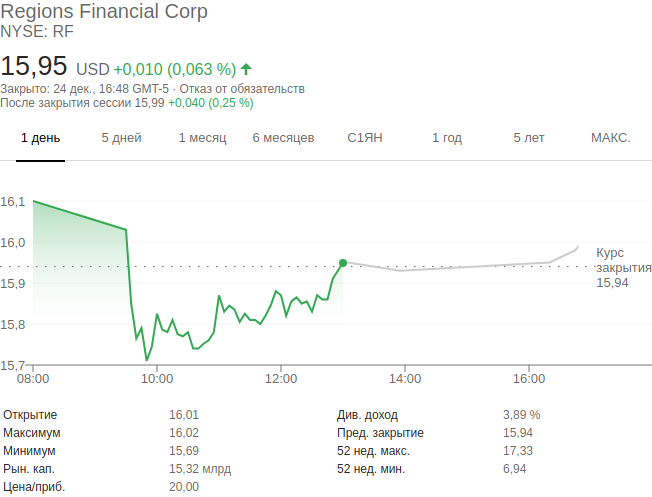 Regions Financial Corp
NYSE: RF
15,95 USD +0,010 (0,063 %)
Закрыто: 24 дек., 16:48 GMT-5 · Отказ от обязательств
После закрытия сессии 15,99 +0,040 (0,25 %)
1 день 5 дней 1 месяц 6 месяцев С1ЯН 1 год 5 лет МАКС.
16,1
16,0
Курс
закрытия
15,94
15,9
15,8
15,7
08:00 10:00 12:00 14:00 16:00
Открытие 16,01 Див. доход 3,89 %
Максимум 16,02 Пред. закрытие 15,94
Минимум 15,69 52 нед. макс. 17,33
Рын. кап. 15,32 млрд 52 нед. мин. 6,94
Цена/приб. 20,00